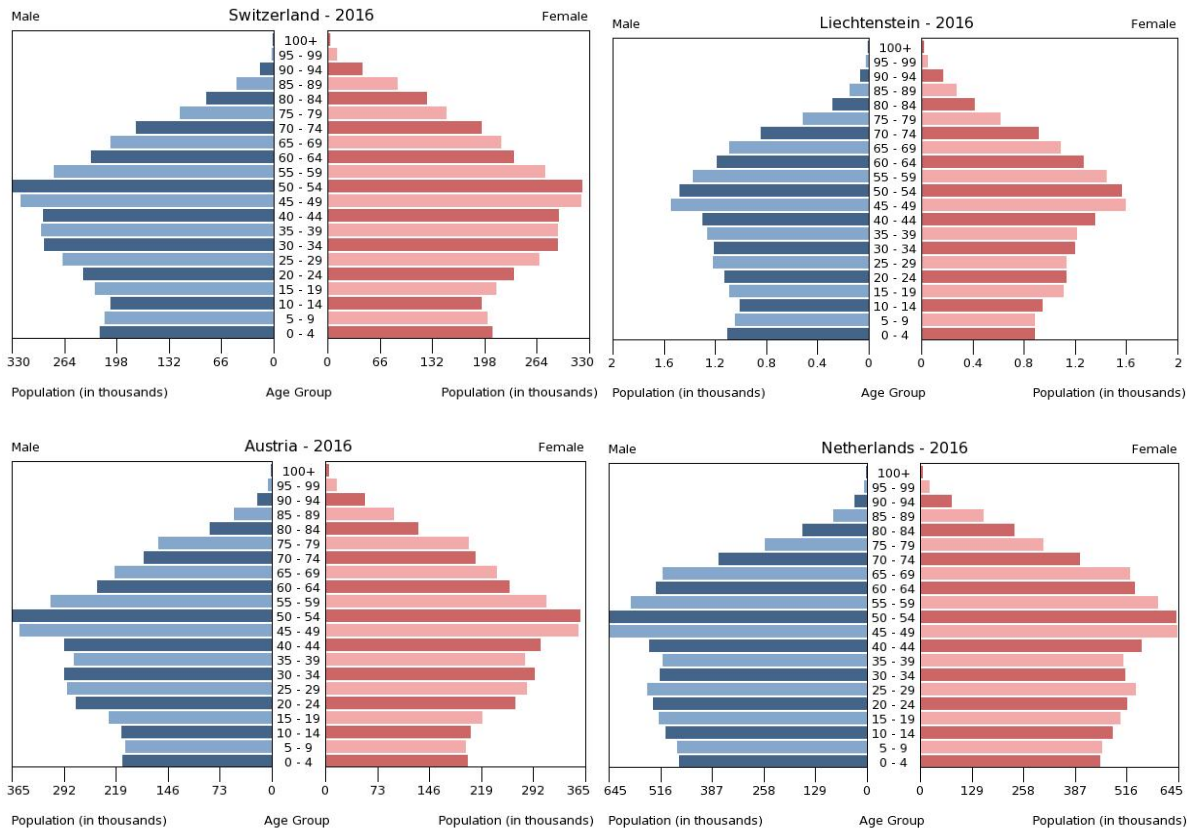 Male Switzerland - 2016 Female
100+
95 - 99
90 - 94
85 - 89
80 - 84
75 - 79
70 - 74
65 - 69
60 - 64
55 - 59
50 - 54
45 - 49
40 - 44
35 - 39
30 - 34
25 - 29
20 - 24
15 - 19
10 - 14
5 - 9
0 - 4
330 264 198 132 66 0 0 66 132 198 264 330
Population (in thousands) Age Group Population (in thousands)
Male Liechtenstein - 2016 Female
100+
95 - 99
90 - 94
85 - 89
80 - 84
75 - 79
70 - 74
65 - 69
60 - 64
55 - 59
50 - 54
45 - 49
40 - 44
35 - 39
30 - 34
25 - 29
20 - 24
15 - 19
10 - 14
5 - 9
0 - 4
2 1.6 1.2 0.8 0.4 0 0 0.4 0.8 1.2 1.6 2
Population (in thousands) Age Group Population (in thousands)
Male Austria - 2016 Female
100+
95 - 99
90 - 94
85 - 89
80 - 84
75 - 79
70 - 74
65 - 69
60 - 64
55 - 59
50 - 54
45 - 49
40 - 44
35 - 39
30 - 34
25 - 29
20 - 24
15 - 19
10 - 14
5 - 9
0 - 4
365 292 219 146 73 0 0 73 146 219 292 365
Population (in thousands) Age Group Population (in thousands)
Male Netherlands - 2016 Female
100+
95 - 99
90 - 94
85 - 89
80 - 84
75 - 79
70 - 74
65 - 69
60 - 64
55 - 59
50 - 54
45 - 49
40 - 44
35 - 39
30 - 34
25 - 29
20 - 24
15 - 19
10 - 14
5 - 9
0 - 4
645 516 387 258 129 0 0 129 258 387 516 645
Population (in thousands) Age Group Population (in thousands)